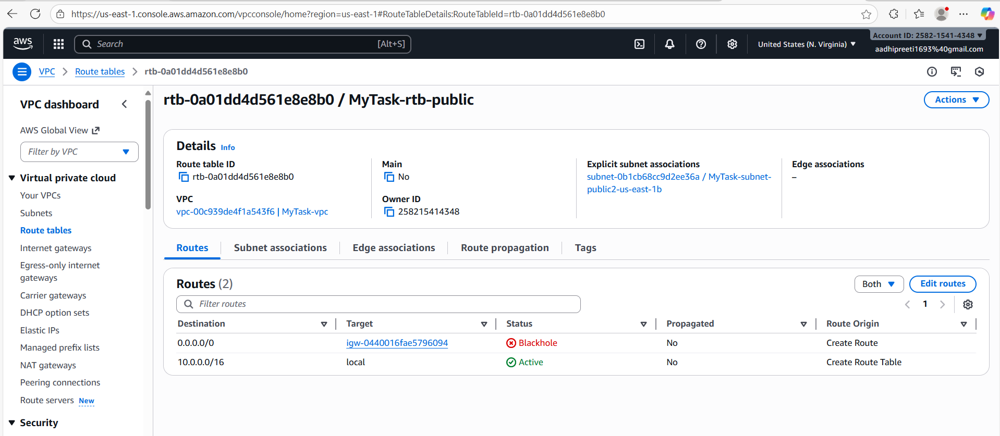 https://us-east-1.console.aws.amazon.com/vpcconsole/home?region=us-east-1#RouteTableDetails:RouteTableId=rtb-0a01dd4d561e8e8b0
aws
Search [Alt+S]
United States (N. Virginia)
Account ID: 2582-1541-4348
aadhipreeti1693%40gmail.com
VPC > Route tables > rtb-0a01dd4d561e8e8b0
VPC dashboard
AWS Global View
Filter by VPC
Virtual private cloud
Your VPCs
Subnets
Route tables
Internet gateways
Egress-only internet
gateways
Carrier gateways
DHCP option sets
Elastic IPs
Managed prefix lists
NAT gateways
Peering connections
Route servers New
Security
rtb-0a01dd4d561e8e8b0 / MyTask-rtb-public
Actions
Details Info
Route table ID
rtb-0a01dd4d561e8e8b0
VPC
vpc-00c939de4f1a543f6 | MyTask-vpc
Main
No
Owner ID
258215414348
Explicit subnet associations
subnet-0b1cb68cc9d2ee36a / MyTask-subnet-
public2-us-east-1b
Edge associations
–
Routes Subnet associations Edge associations Route propagation Tags
Routes (2)
Both Edit routes
Filter routes
1
Destination Target Status Propagated Route Origin
0.0.0.0/0 igw-0440016fae5796094 Blackhole No Create Route
10.0.0.0/16 local Active No Create Route Table